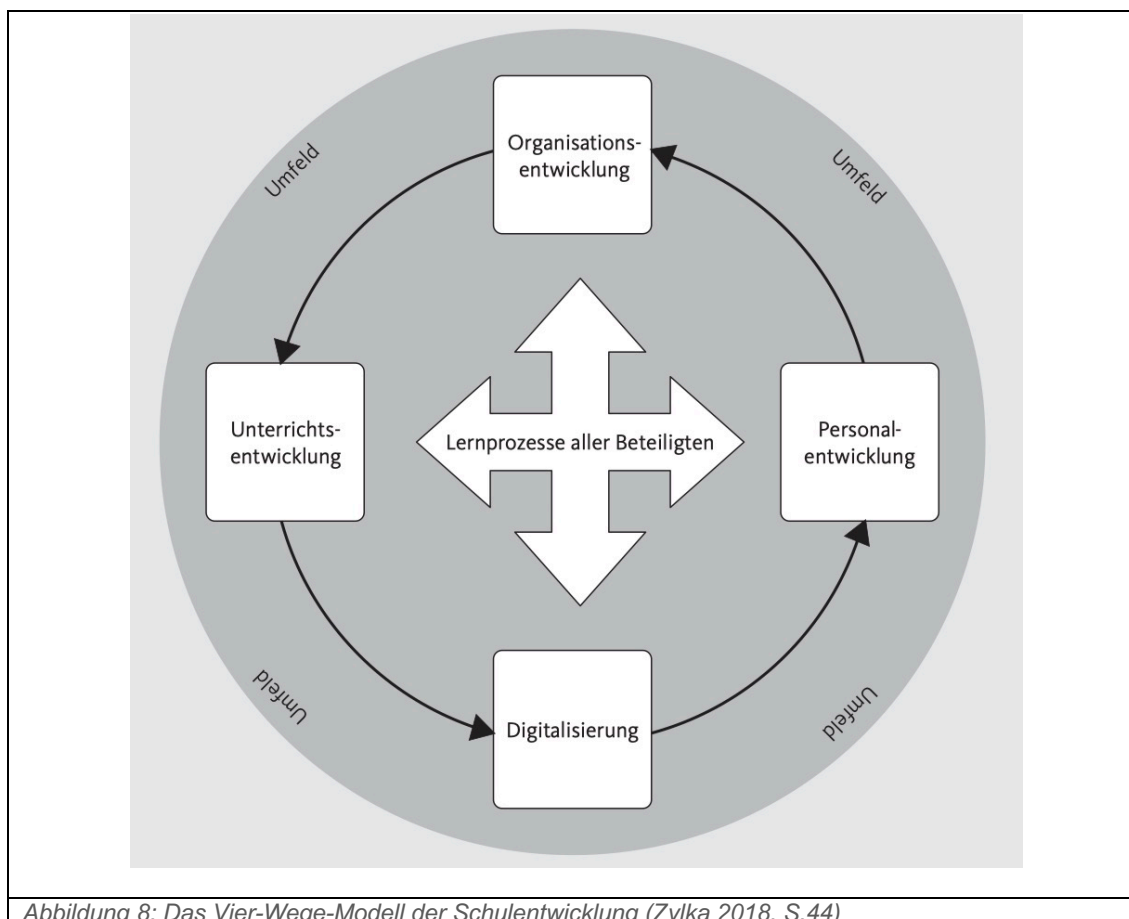 Umfeld
Umfeld
Organisations-
entwicklung
Unterrichts-
entwicklung
Lernprozesse aller Beteiligten
Personal-
entwicklung
Umfeld
Umfeld
Digitalisierung
Abbildung 8: Das Vier-Wege-Modell der Schulentwicklung (Zylka 2018, S.44)